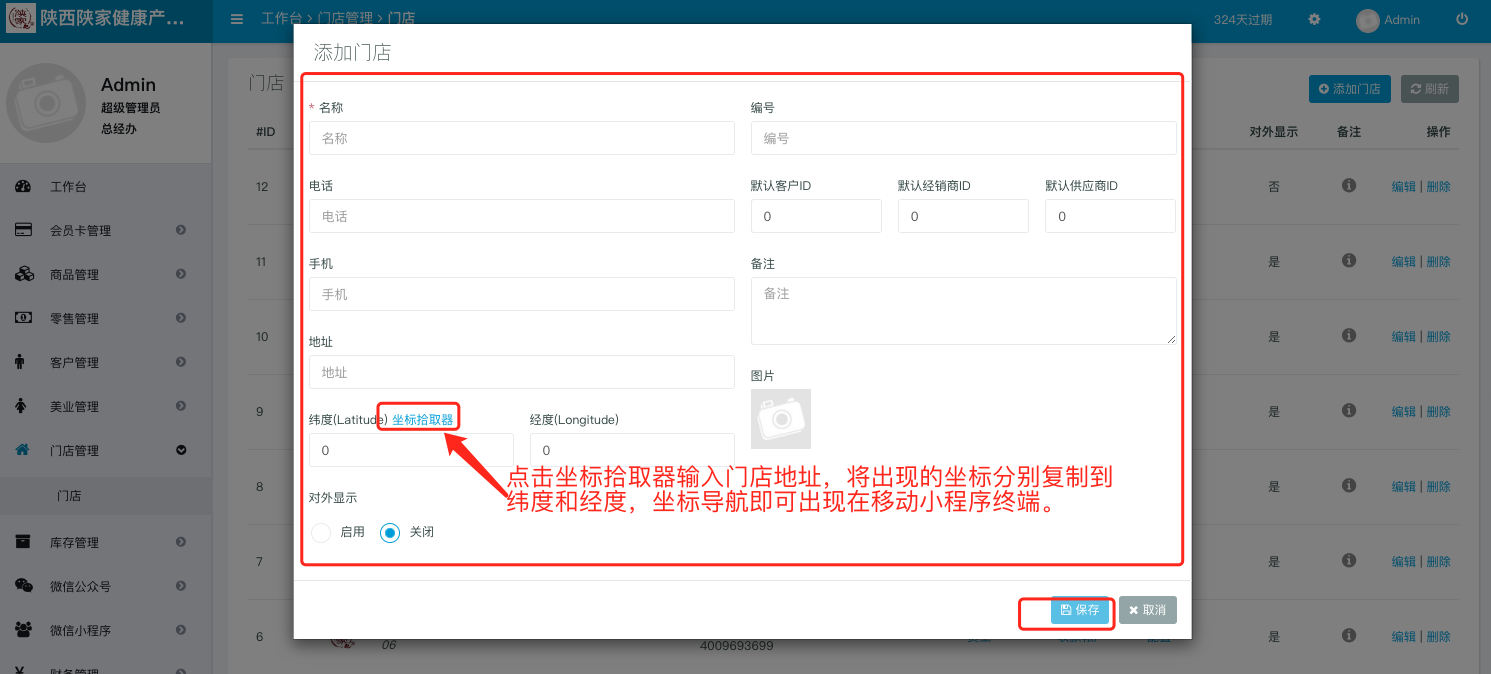 陕西陕家健康产...
工作台 > 门店管理 > 门店
324天过期
Admin
Admin
超级管理员
总经办
工作台
会员卡管理
商品管理
零售管理
客户管理
美业管理
门店管理
门店
库存管理
微信公众号
微信小程序
门店
添加门店
刷新
#ID
对外显示
备注
操作
12
否
编辑 | 删除
11
是
编辑 | 删除
10
是
编辑 | 删除
9
是
编辑 | 删除
8
是
编辑 | 删除
7
是
编辑 | 删除
6
06
4009693699
是
编辑 | 删除
添加门店
* 名称
名称
编号
编号
电话
电话
默认客户ID
默认经销商ID
默认供应商ID
0
0
0
手机
手机
备注
备注
地址
地址
图片
纬度(Latitude) 坐标拾取器
经度(Longitude)
0
0
点击坐标拾取器输入门店地址，将出现的坐标分别复制到
纬度和经度，坐标导航即可出现在移动小程序终端。
对外显示
启用
关闭
保存
取消